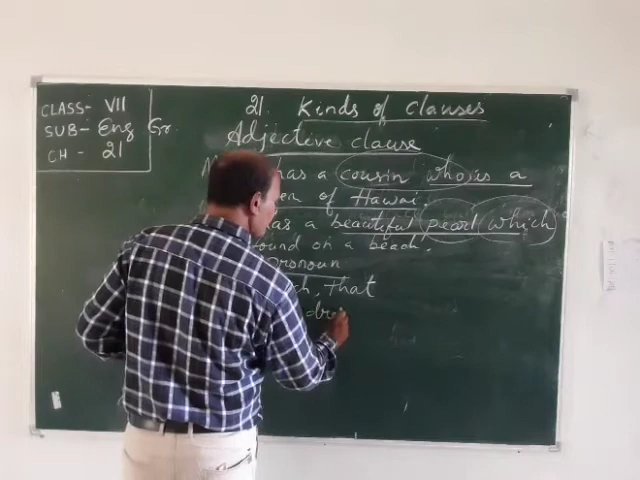 CLASS- VII
SUB- Eng Gr.
CH- 21
21. Kinds of Clauses
Adjective clause
has a cousin who is a
of Hawai.
has a beautiful pearl which
on a beach.
Pronoun
that